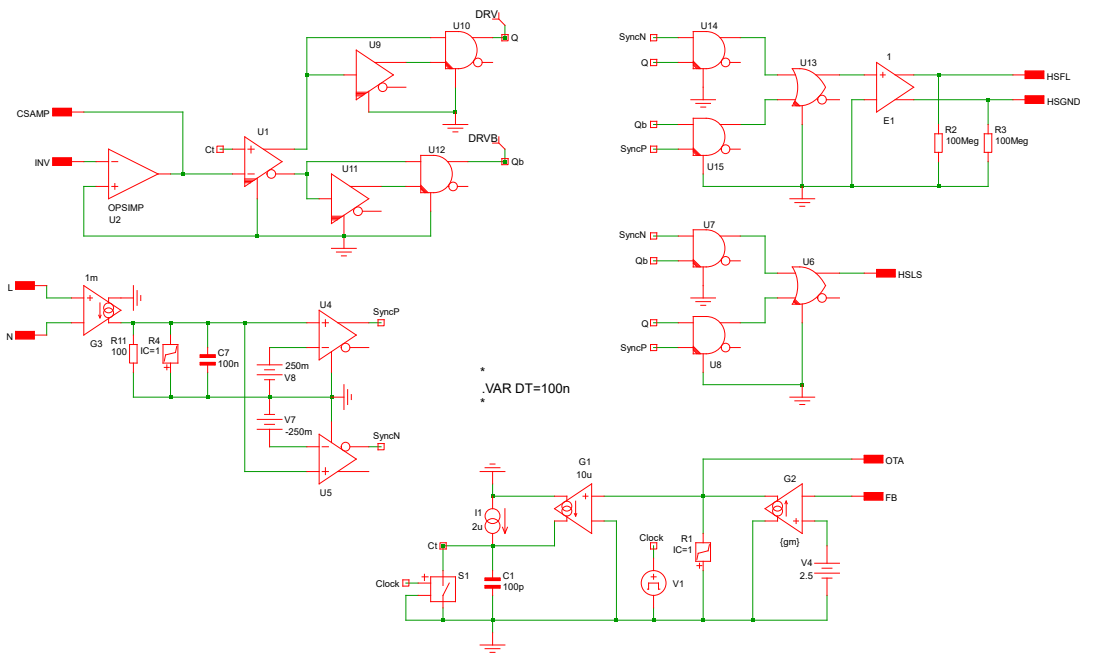 DRV
U10
Q
U9
CSAMP
U1
Ct
DRVB
U12
Qb
INV
U11
OPSIMP
U2
SyncN
U14
Q
U13
1
HSFL
HSGND
E1
Qb
SyncP
U15
R2
100Meg
R3
100Meg
SyncN
U7
Qb
U6
HSLS
Q
SyncP
U8
L
1m
N
G3
R11
100
R4
IC=1
C7
100n
U4
SyncP
250m
V8
V7
-250m
SyncN
U5
*
.VAR DT=100n
*
G1
10u
I1
2u
Ct
Clock
S1
C1
100p
Clock
V1
R1
IC=1
OTA
G2
FB
{gm}
V4
2.5